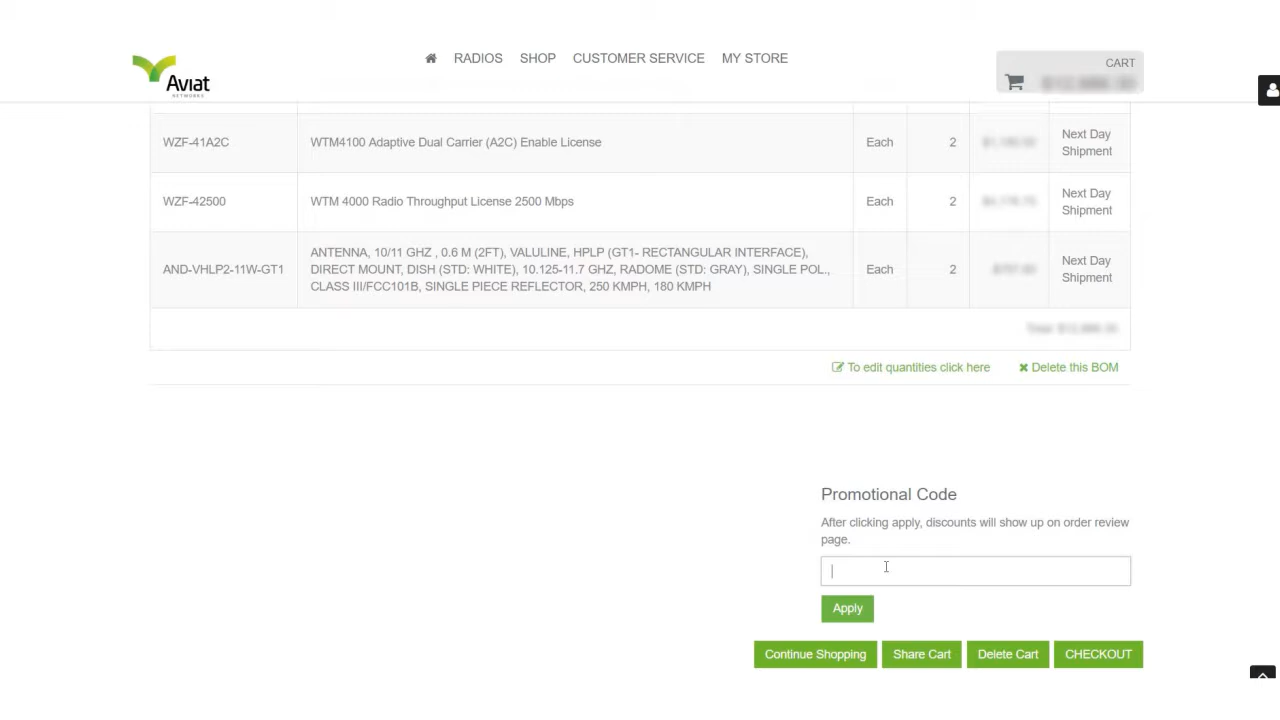 Aviat
NETWORKS
RADIOS SHOP CUSTOMER SERVICE MY STORE
CART
WZF-41A2C WTM4100 Adaptive Dual Carrier (A2C) Enable License Each 2 Next Day
Shipment
WZF-42500 WTM 4000 Radio Throughput License 2500 Mbps Each 2 Next Day
Shipment
AND-VHLP2-11W-GT1 ANTENNA, 10/11 GHZ , 0.6 M (2FT), VALULINE, HPLP (GT1- RECTANGULAR INTERFACE),
DIRECT MOUNT, DISH (STD: WHITE), 10.125-11.7 GHZ, RADOME (STD: GRAY), SINGLE POL.,
CLASS III/FCC101B, SINGLE PIECE REFLECTOR, 250 KMPH, 180 KMPH
Each 2 Next Day
Shipment
To edit quantities click here Delete this BOM
Promotional Code
After clicking apply, discounts will show up on order review
page.
Apply
Continue Shopping Share Cart Delete Cart CHECKOUT